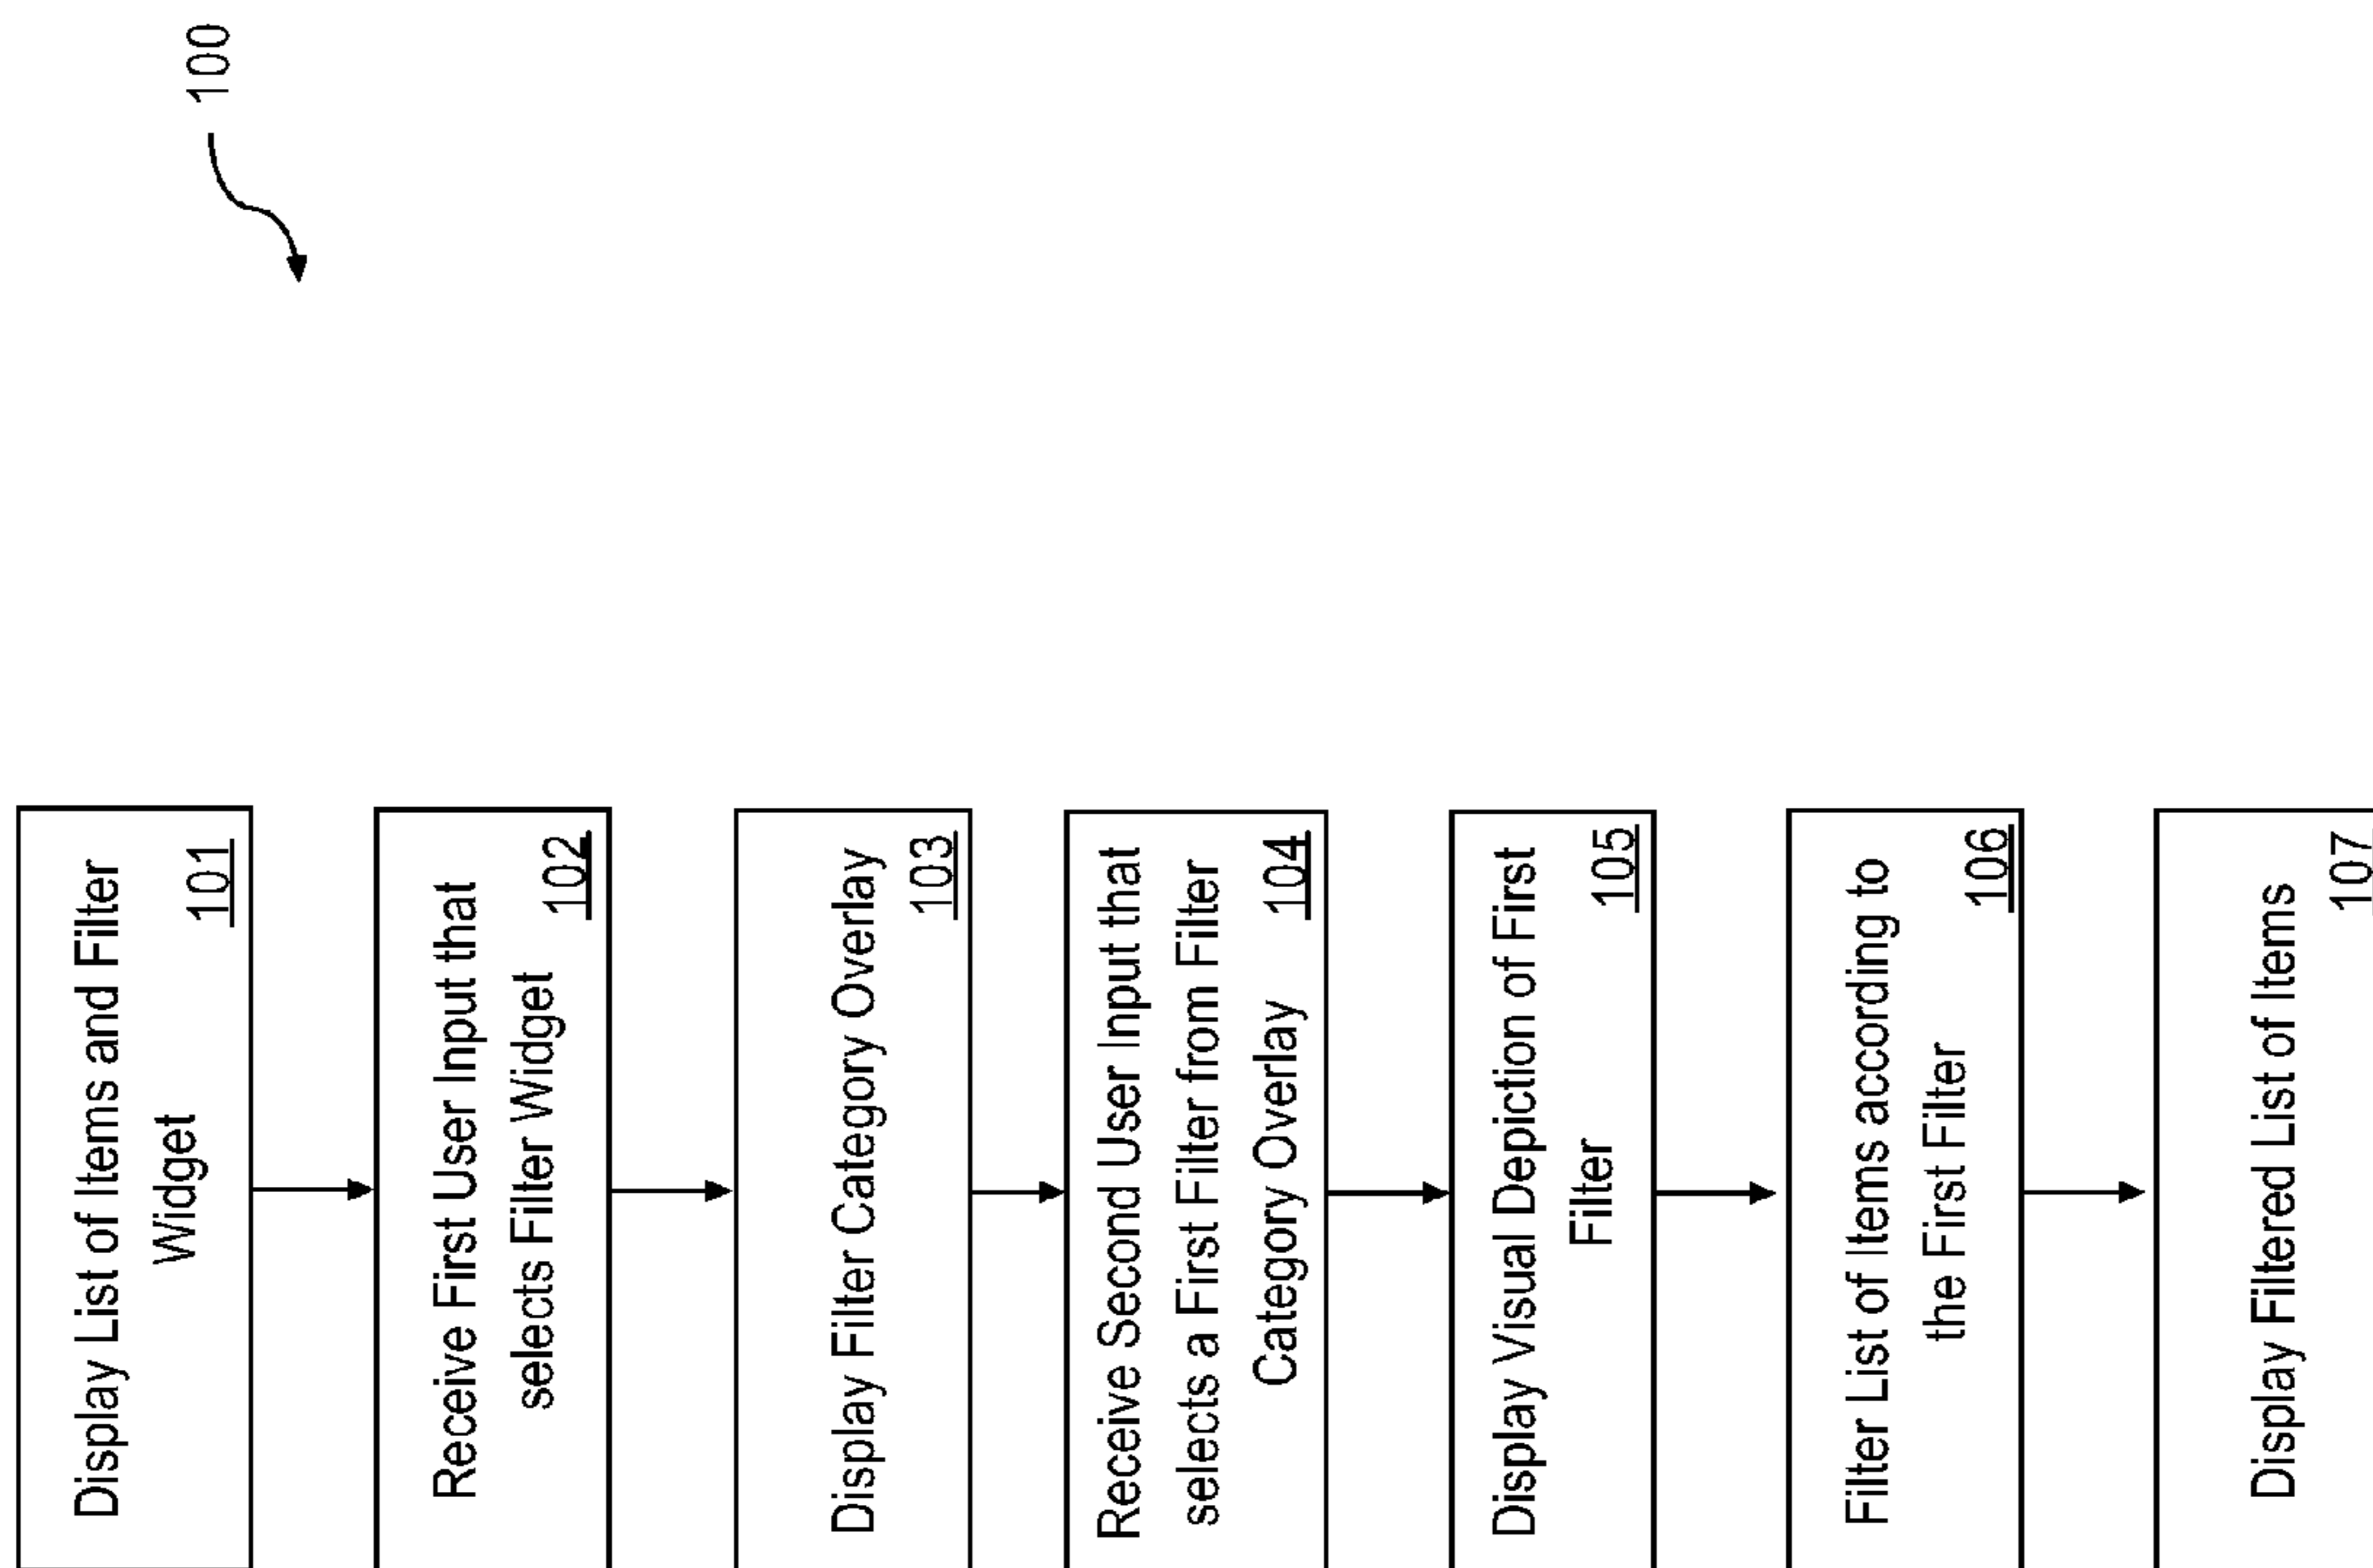 100
Display List of Items and Filter
Widget
101
Receive First User Input that
selects Filter Widget
102
Display Filter Category Overlay
103
Receive Second User Input that
selects a First Filter from Filter
Category Overlay 104
Display Visual Depiction of First
Filter
105
Filter List of Items according to
the First Filter
106
Display Filtered List of Items
107